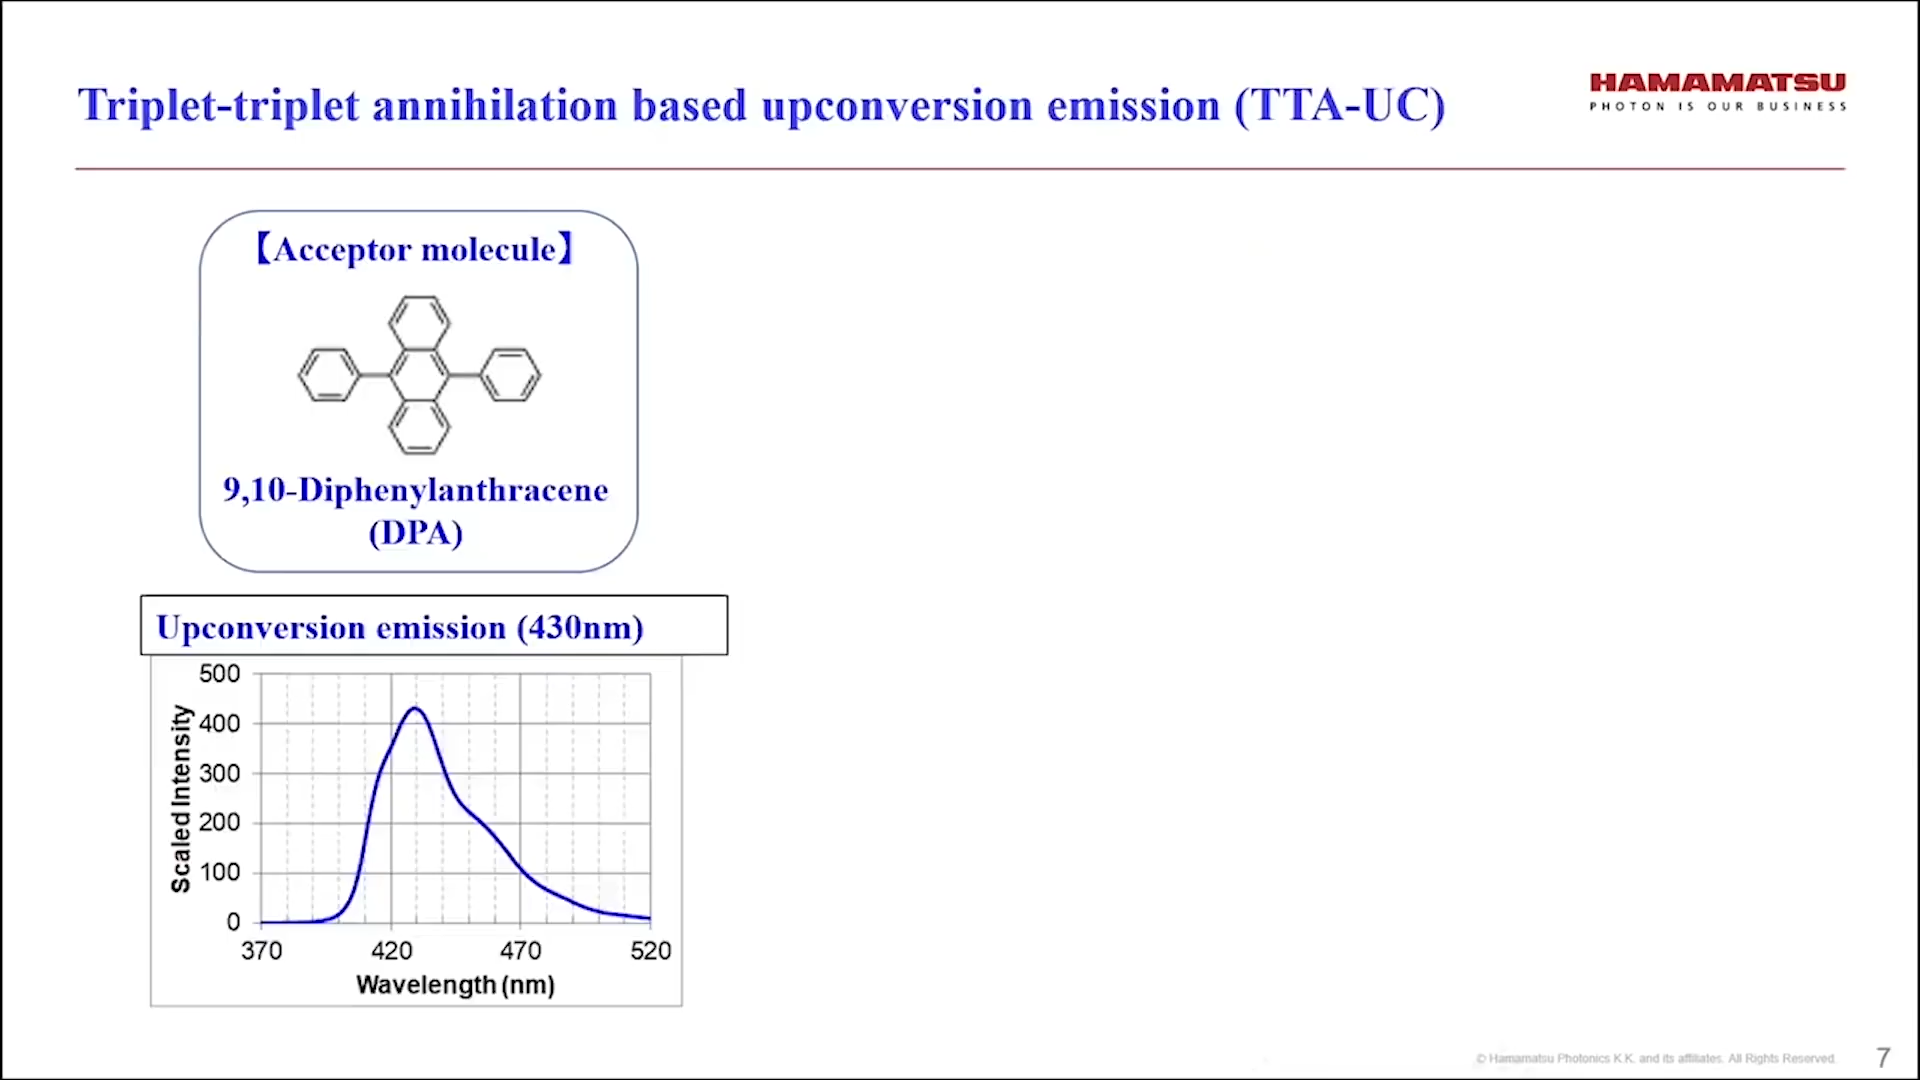 Triplet-triplet annihilation based upconversion emission (TTA-UC)
HAMAMATSU
PHOTON IS OUR BUSINESS
【Acceptor molecule】
9,10-Diphenylanthracene
(DPA)
Upconversion emission (430nm)
500
400
300
200
100
0
Scaled Intensity
370 420 470 520
Wavelength (nm)
© Hamamatsu Photonics K.K. and its affiliates. All Rights Reserved.
7